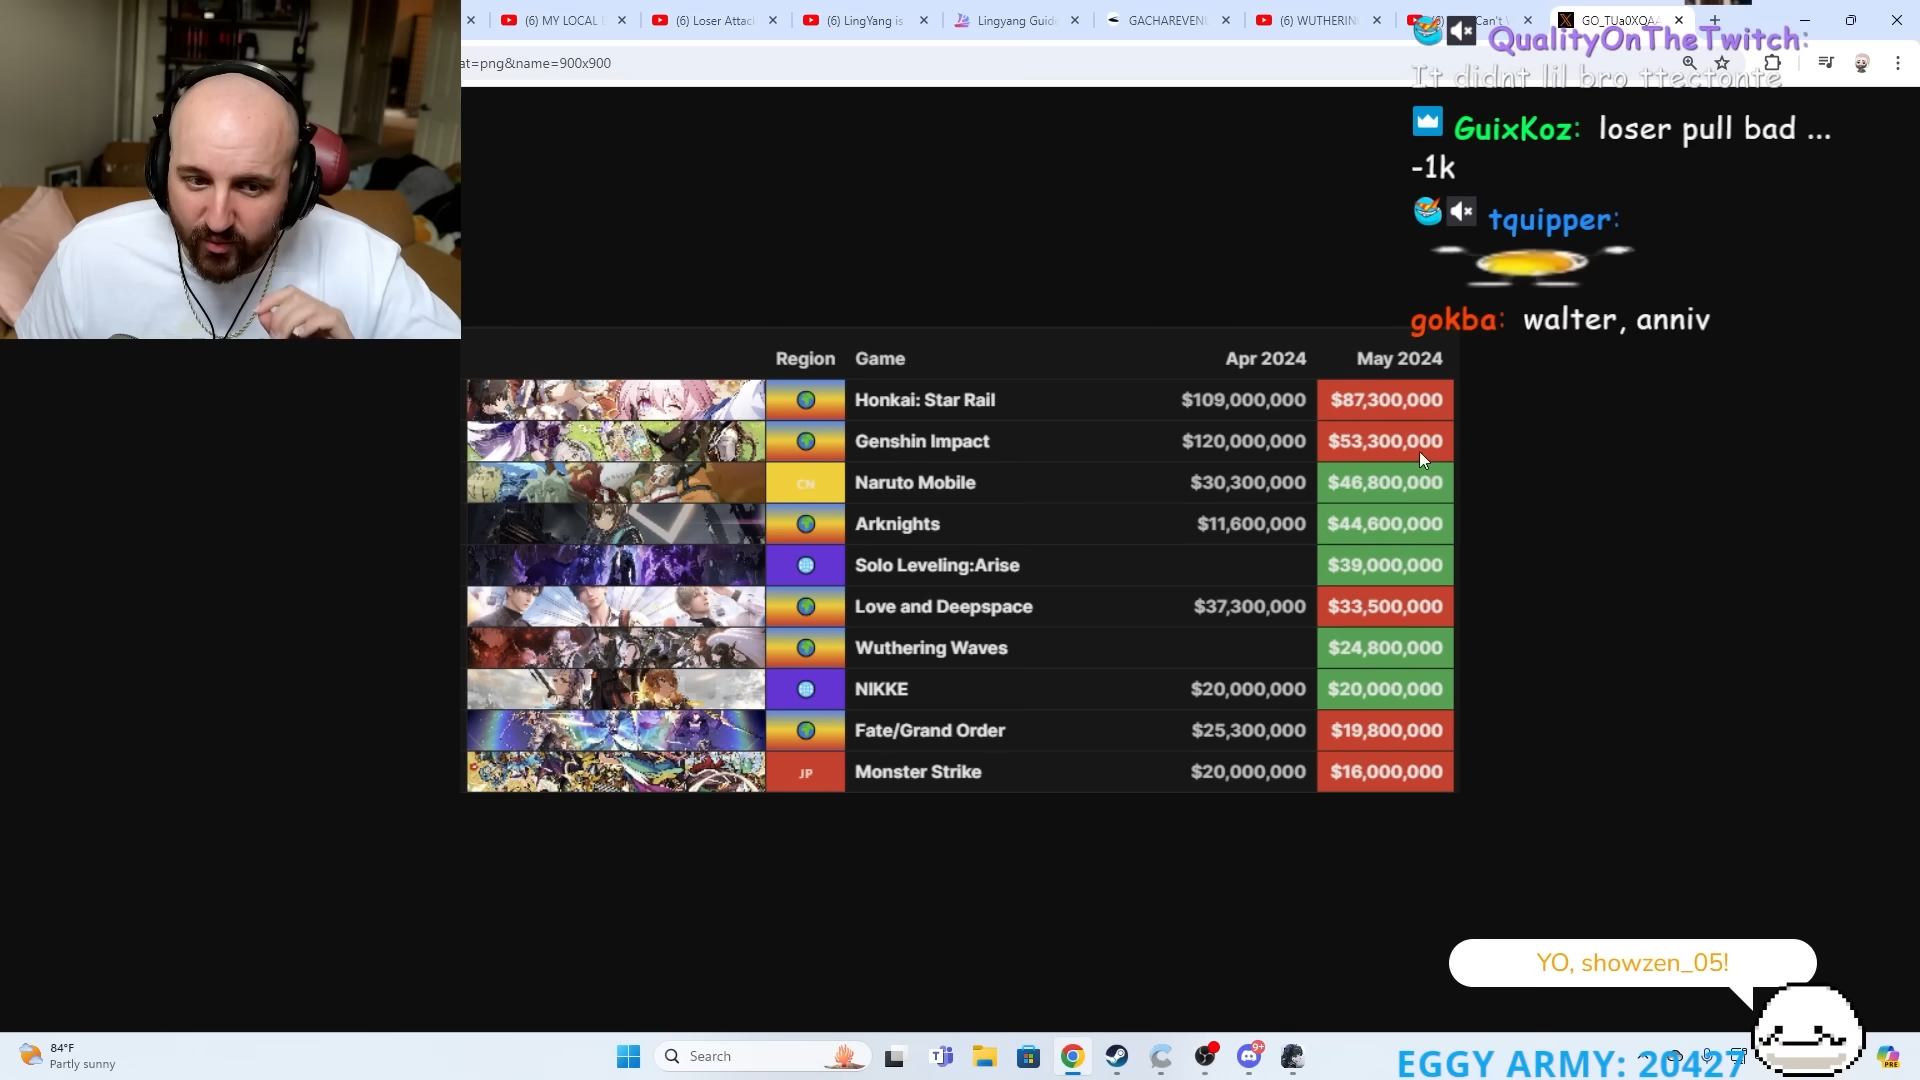 (6) MY LOCAL
(6) Loser Attac
(6) LingYang is
Lingyang Guid
GACHAREVEN
(6) WUTHERIN
Can't
GO_TUa0XQAA
at=png&name=900x900
QualityOnTheTwitch:
It didnt lil bro ttectonte
GuixKoz: loser pull bad ...
-1k
tquipper:
gokba: walter, anniv
Region Game Apr 2024 May 2024
Honkai: Star Rail $109,000,000 $87,300,000
Genshin Impact $120,000,000 $53,300,000
CN Naruto Mobile $30,300,000 $46,800,000
Arknights $11,600,000 $44,600,000
Solo Leveling:Arise $39,000,000
Love and Deepspace $37,300,000 $33,500,000
Wuthering Waves $24,800,000
NIKKE $20,000,000 $20,000,000
Fate/Grand Order $25,300,000 $19,800,000
JP Monster Strike $20,000,000 $16,000,000
YO, showzen_05!
84°F
Partly sunny
Search
9+
EGGY ARMY: 20427
PRE